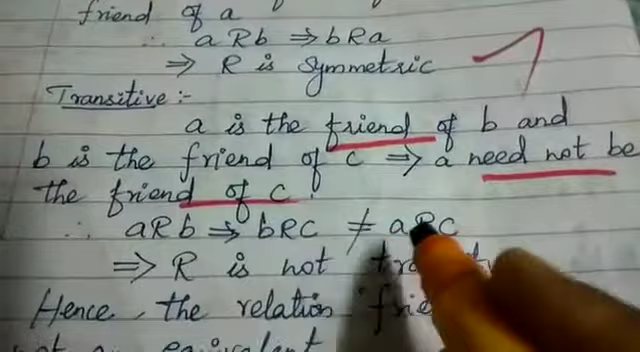 friend of a
∴ aRb ⇒ bRa
⇒ R is symmetric
Transitive :-
a is the friend of b and
b is the friend of c ⇒ a need not be
the friend of c.
∴ aRb ⇒ bRc ≠ aRc
⇒ R is not
Hence, the relation